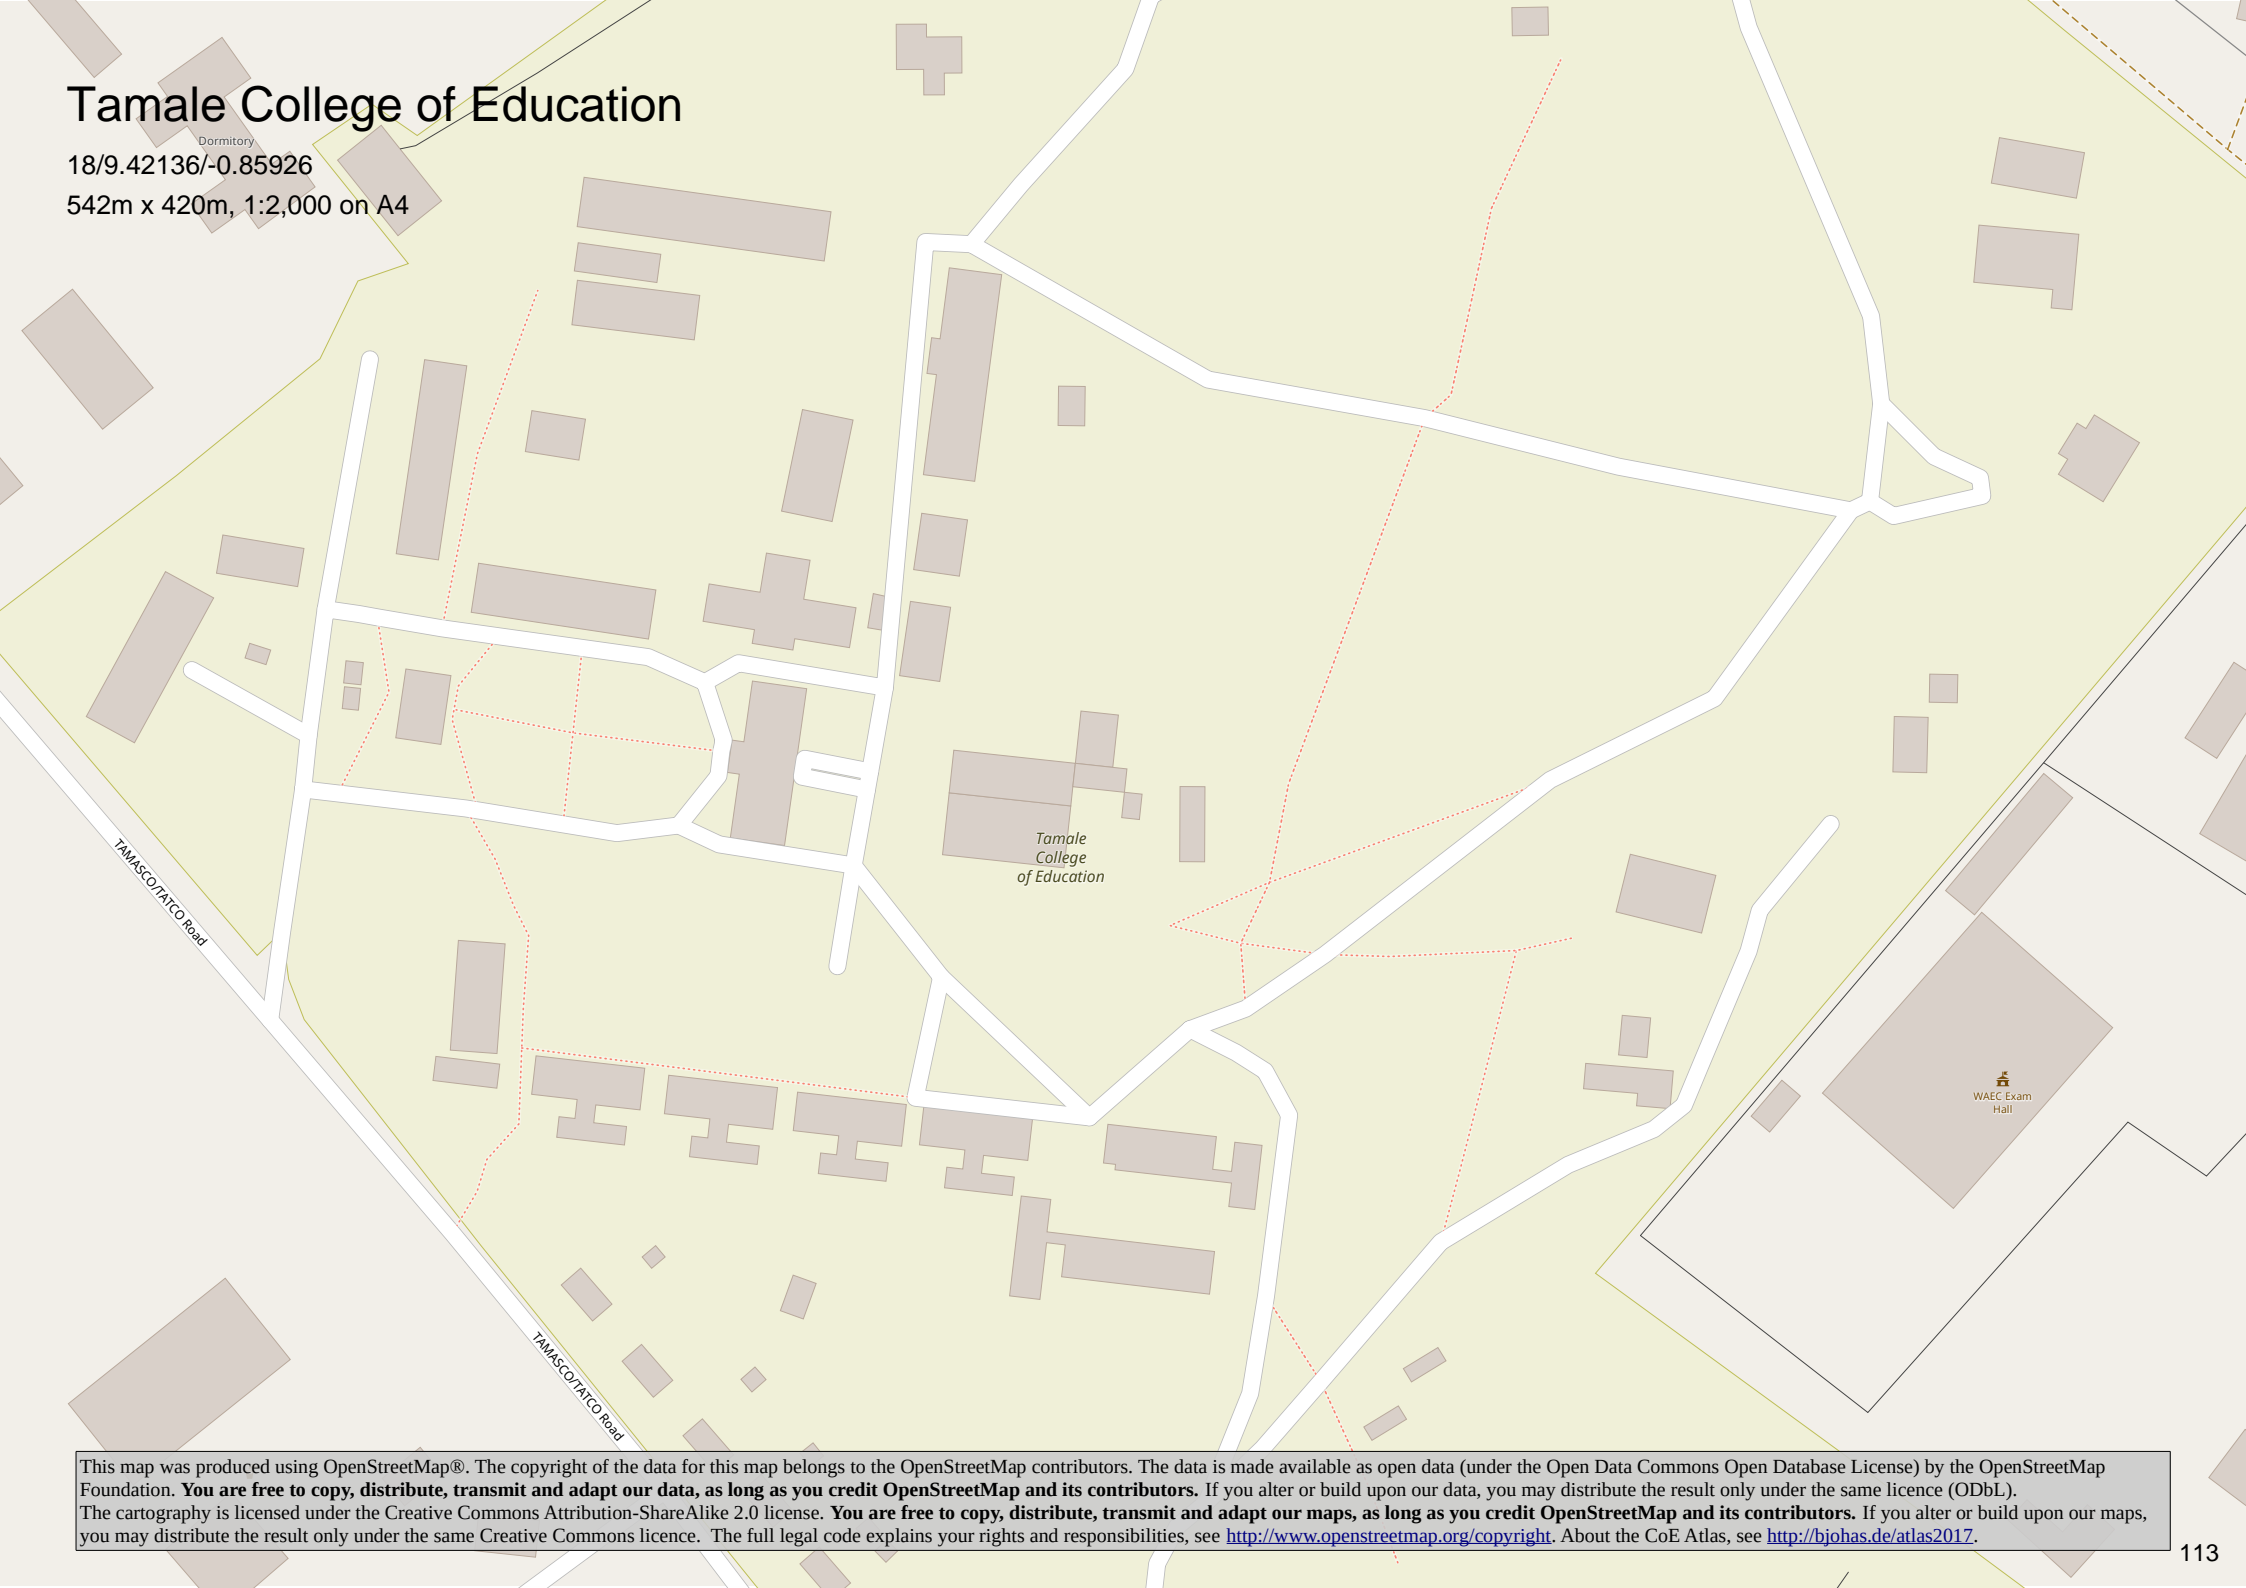 Tamale College of Education
Dormitory
18/9.42136/-0.85926
542m x 420m, 1:2,000 on A4
Tamale
College
of Education
TAMASCO/TATCO Road
WAEC Exam
Hall
TAMASCO/TATCO Road
This map was produced using OpenStreetMap®. The copyright of the data for this map belongs to the OpenStreetMap contributors. The data is made available as open data (under the Open Data Commons Open Database License) by the OpenStreetMap
Foundation. You are free to copy, distribute, transmit and adapt our data, as long as you credit OpenStreetMap and its contributors. If you alter or build upon our data, you may distribute the result only under the same licence (ODbL).
The cartography is licensed under the Creative Commons Attribution-ShareAlike 2.0 license. You are free to copy, distribute, transmit and adapt our maps, as long as you credit OpenStreetMap and its contributors. If you alter or build upon our maps,
you may distribute the result only under the same Creative Commons licence. The full legal code explains your rights and responsibilities, see http://www.openstreetmap.org/copyright. About the CoE Atlas, see http://bjohas.de/atlas2017.
113